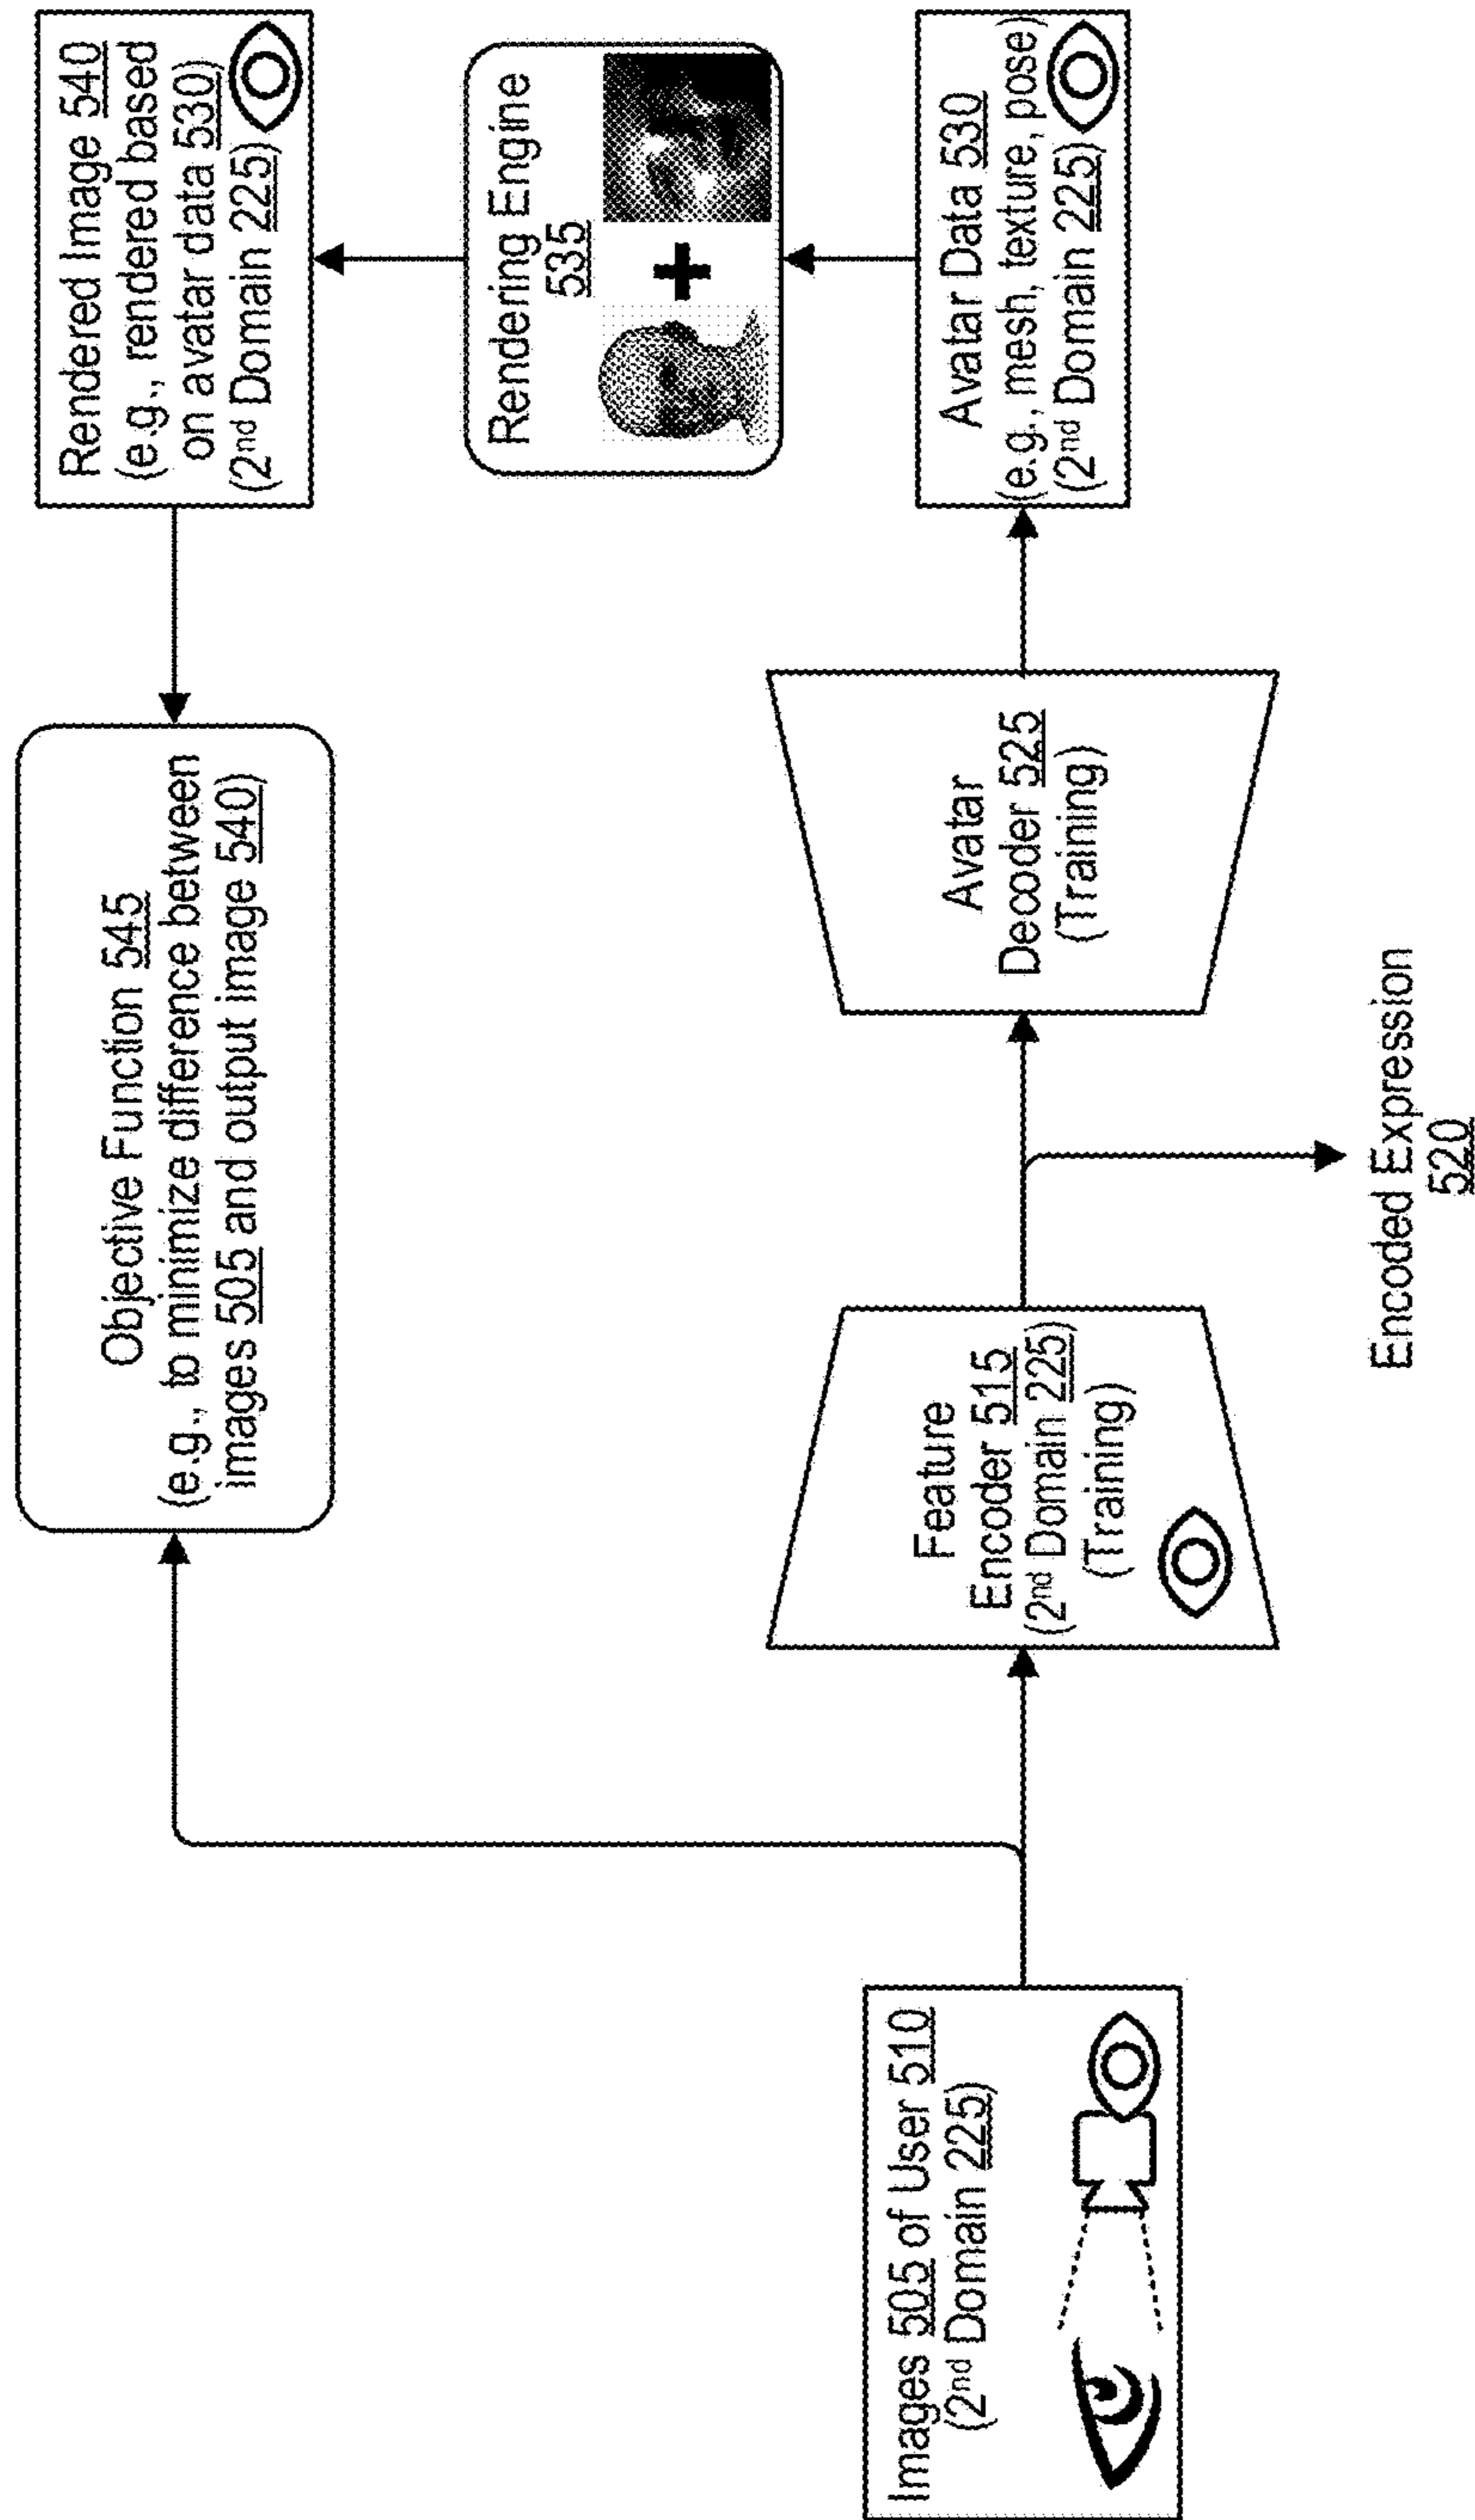 Objective Function 545
(e.g., to minimize difference between
images 505 and output image 540)
Rendered Image 540
(e.g., rendered based
on avatar data 530)
(2nd Domain 225)
Rendering Engine
535
Images 505 of User 510
(2nd Domain 225)
Feature
Encoder 515
(2nd Domain 225)
(Training)
Avatar
Decoder 525
(Training)
Avatar Data 530
(e.g., mesh, texture, pose)
(2nd Domain 225)
Encoded Expression
520